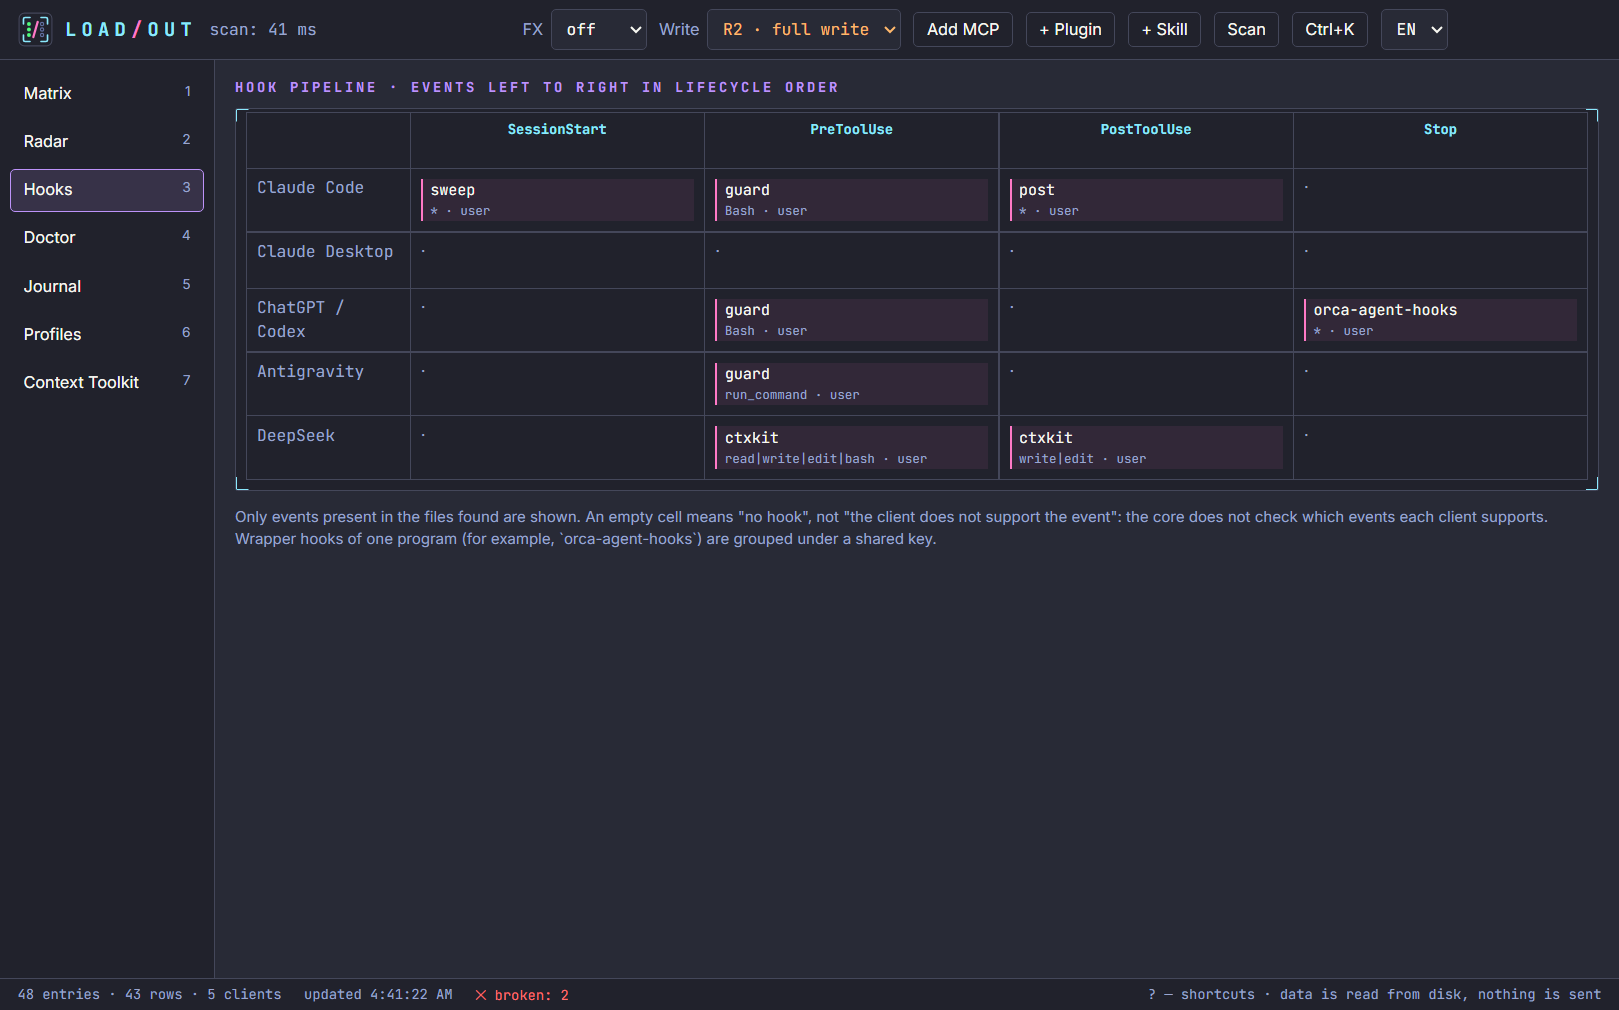 LOAD/OUT scan: 41 ms FX off Write R2 · full write Add MCP + Plugin + Skill Scan Ctrl+K EN
Matrix 1
Radar 2
Hooks 3
Doctor 4
Journal 5
Profiles 6
Context Toolkit 7
HOOK PIPELINE · EVENTS LEFT TO RIGHT IN LIFECYCLE ORDER
SessionStart PreToolUse PostToolUse Stop
Claude Code sweep guard post ·
* · user Bash · user * · user
Claude Desktop · · · ·
ChatGPT / · guard · orca-agent-hooks
Codex Bash · user * · user
Antigravity · guard · ·
run_command · user
DeepSeek · ctxkit ctxkit ·
read|write|edit|bash · user write|edit · user
Only events present in the files found are shown. An empty cell means "no hook", not "the client does not support the event": the core does not check which events each client supports.
Wrapper hooks of one program (for example, `orca-agent-hooks`) are grouped under a shared key.
48 entries · 43 rows · 5 clients updated 4:41:22 AM ✕ broken: 2 ? — shortcuts · data is read from disk, nothing is sent